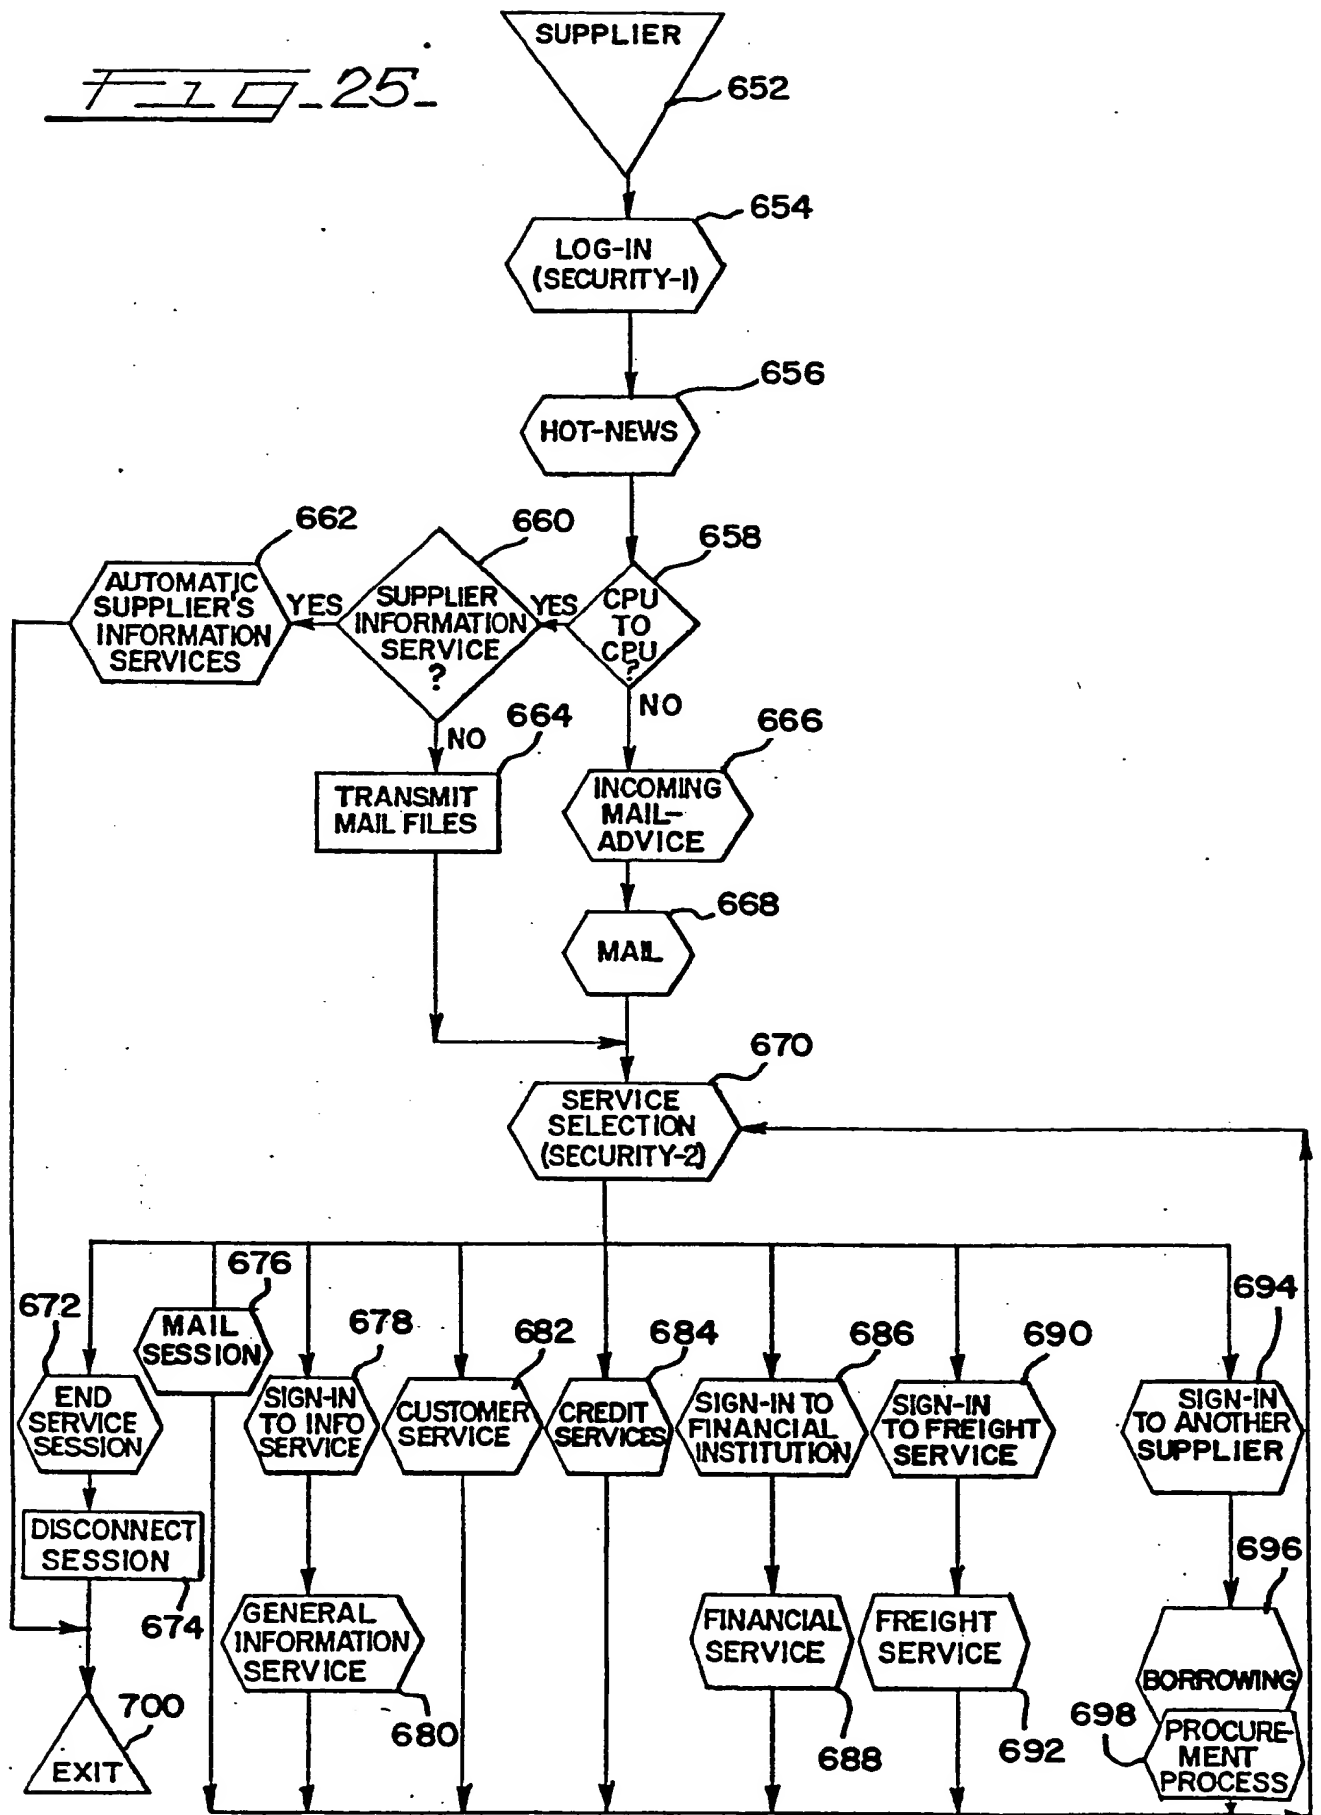 Fig-25-
SUPPLIER
652
654
LOG-IN
(SECURITY-1)
656
HOT-NEWS
658
CPU
TO
CPU
?
YES
NO
660
SUPPLIER
INFORMATION
SERVICE
?
YES
NO
662
AUTOMATIC
SUPPLIER'S
INFORMATION
SERVICES
664
TRANSMIT
MAIL FILES
666
INCOMING
MAIL-
ADVICE
668
MAIL
670
SERVICE
SELECTION
(SECURITY-2)
672
END
SERVICE
SESSION
DISCONNECT
SESSION
674
700
EXIT
676
MAIL
SESSION
678
SIGN-IN
TO INFO
SERVICE
GENERAL
INFORMATION
SERVICE
680
682
CUSTOMER
SERVICE
684
CREDIT
SERVICES
686
SIGN-IN TO
FINANCIAL
INSTITUTION
FINANCIAL
SERVICE
688
690
SIGN-IN
TO FREIGHT
SERVICE
FREIGHT
SERVICE
692
694
SIGN-IN
TO ANOTHER
SUPPLIER
696
BORROWING
698
PROCURE-
MENT
PROCESS